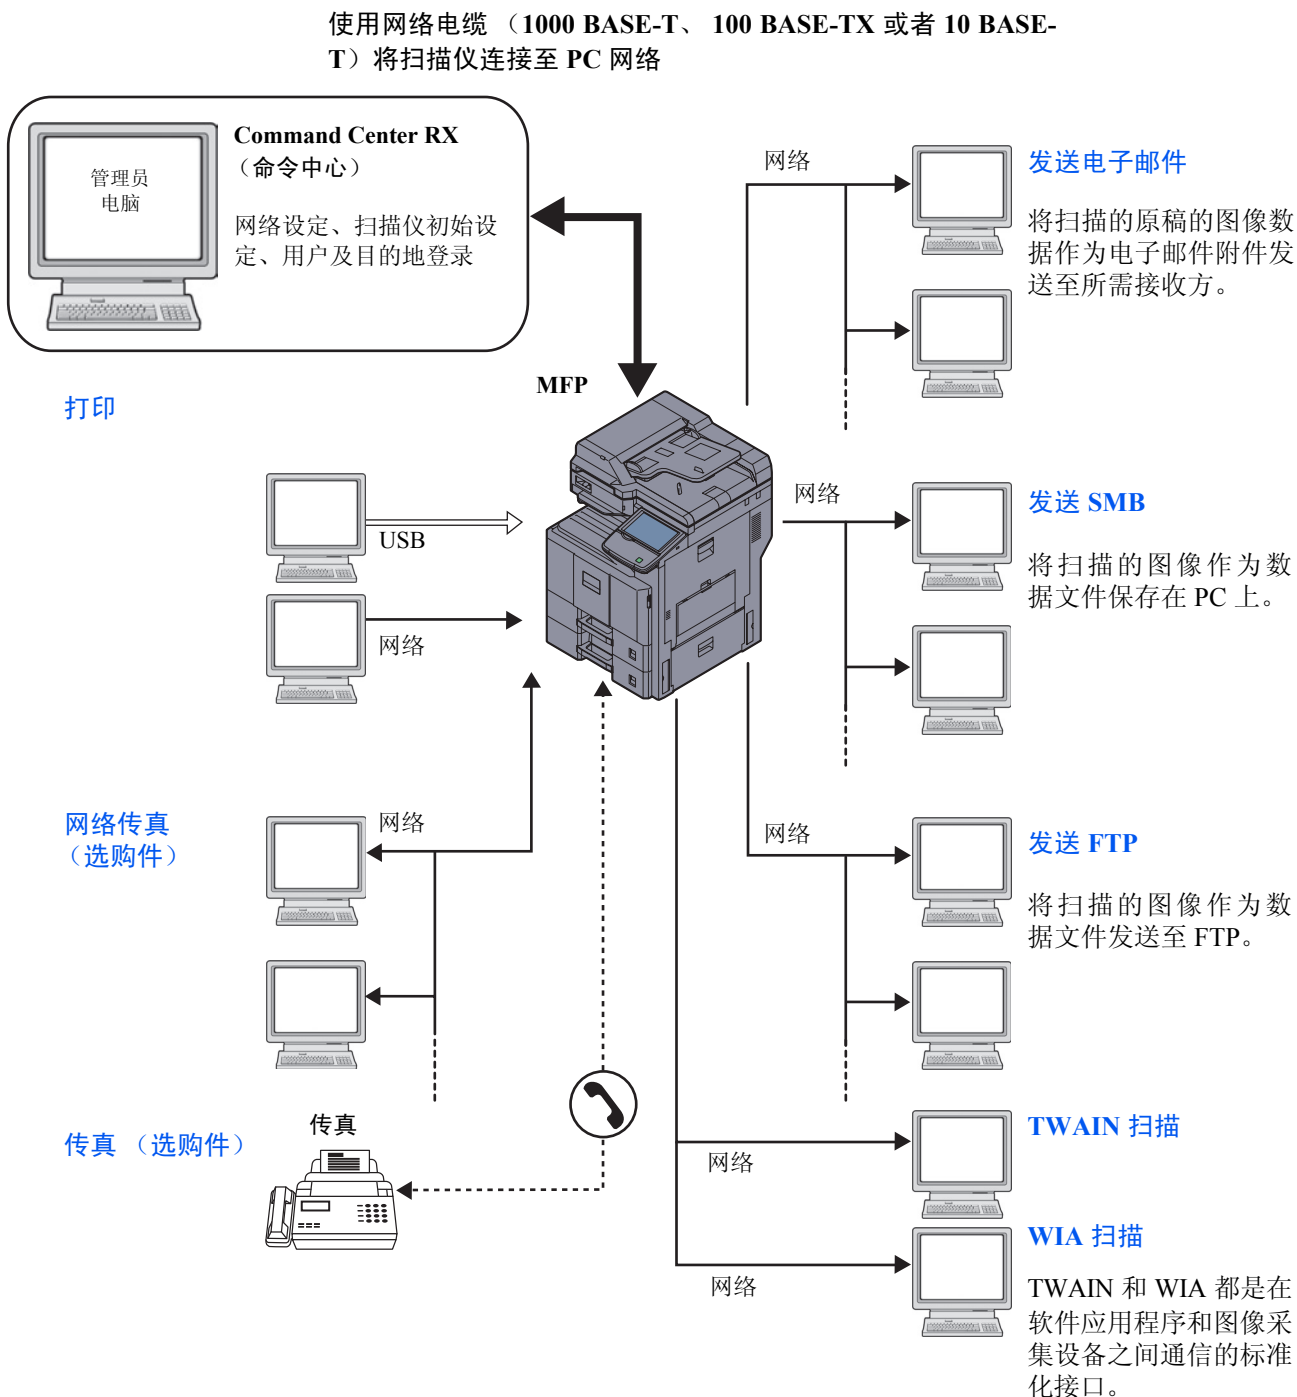 使用网络电缆 （1000 BASE-T、 100 BASE-TX 或者 10 BASE-
T）将扫描仪连接至 PC 网络
管理员
电脑
Command Center RX
（命令中心）
网络设定、扫描仪初始设
定、用户及目的地登录
网络
发送电子邮件
将扫描的原稿的图像数
据作为电子邮件附件发
送至所需接收方。
MFP
打印
USB
网络
网络
发送 SMB
将扫描的图像作为数
据文件保存在 PC 上。
网络传真
（选购件）
网络
网络
发送 FTP
将扫描的图像作为数
据文件发送至 FTP。
传真 （选购件）
传真
网络
TWAIN 扫描
网络
WIA 扫描
TWAIN 和 WIA 都是在
软件应用程序和图像采
集设备之间通信的标准
化接口。